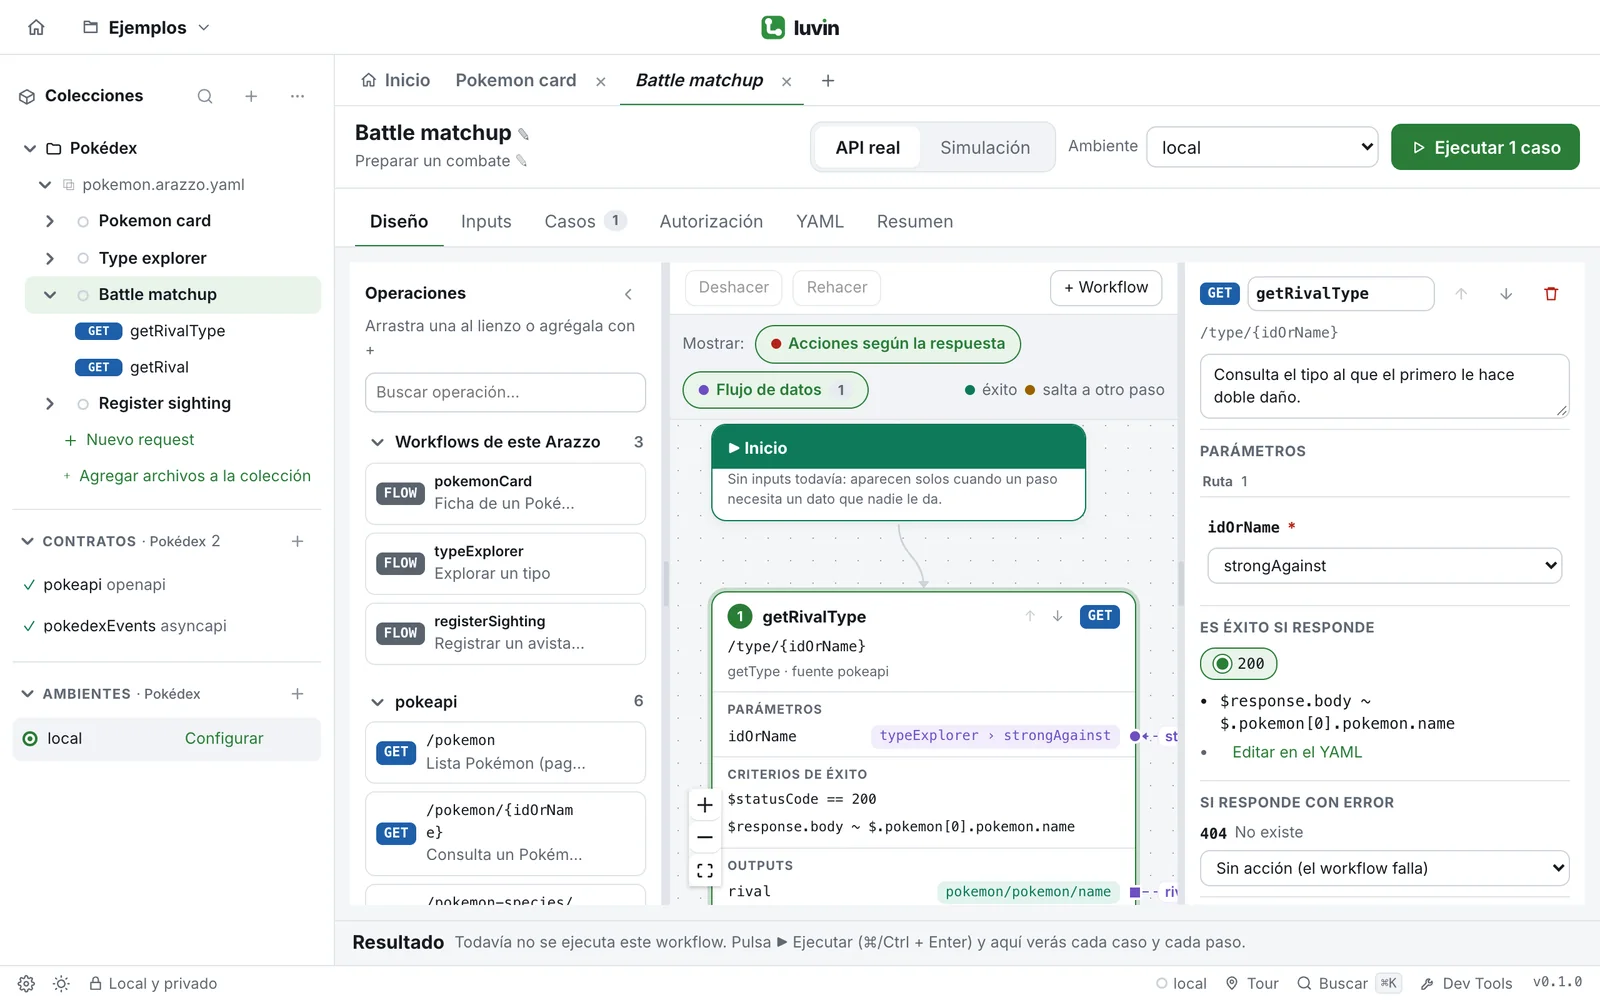 Ejemplos
luvin
Colecciones
Pokédex
pokemon.arazzo.yaml
Pokemon card
Type explorer
Battle matchup
GET getRivalType
GET getRival
Register sighting
+ Nuevo request
+ Agregar archivos a la colección
CONTRATOS · Pokédex 2 +
pokeapi openapi
pokedexEvents asyncapi
AMBIENTES · Pokédex +
local Configurar
Inicio Pokemon card × Battle matchup × +
Battle matchup
Preparar un combate
API real Simulación Ambiente local Ejecutar 1 caso
Diseño Inputs Casos 1 Autorización YAML Resumen
Operaciones
Arrastra una al lienzo o agrégala con
+
Buscar operación...
Workflows de este Arazzo 3
FLOW pokemonCard
Ficha de un Poké...
FLOW typeExplorer
Explorar un tipo
FLOW registerSighting
Registrar un avista...
pokeapi 6
GET /pokemon
Lista Pokémon (pag...
GET /pokemon/{idOrNam
e}
Consulta un Pokém...
/pokemon-species/
Deshacer Rehacer + Workflow
Mostrar: Acciones según la respuesta
Flujo de datos 1 éxito salta a otro paso
Inicio
Sin inputs todavía: aparecen solos cuando un paso
necesita un dato que nadie le da.
1 getRivalType ↑ ↓ GET
/type/{idOrName}
getType · fuente pokeapi
PARÁMETROS
idOrName typeExplorer › strongAgainst st
CRITERIOS DE ÉXITO
$statusCode == 200
$response.body ~ $.pokemon[0].pokemon.name
OUTPUTS
rival pokemon/pokemon/name riv
GET getRivalType ↑ ↓
/type/{idOrName}
Consulta el tipo al que el primero le hace
doble daño.
PARÁMETROS
Ruta 1
idOrName *
strongAgainst
ES ÉXITO SI RESPONDE
200
• $response.body ~
$.pokemon[0].pokemon.name
• Editar en el YAML
SI RESPONDE CON ERROR
404 No existe
Sin acción (el workflow falla)
Resultado Todavía no se ejecuta este workflow. Pulsa ▶ Ejecutar (⌘/Ctrl + Enter) y aquí verás cada caso y cada paso.
Local y privado
local Tour Buscar ⌘K Dev Tools v0.1.0